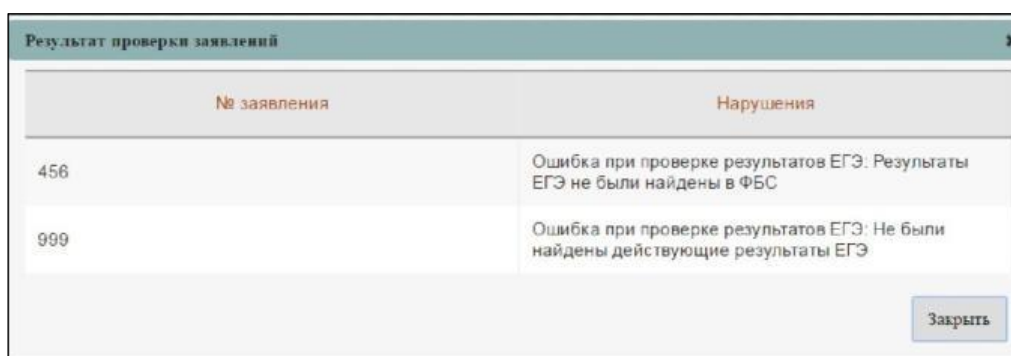 Результат проверки заявлений
№ заявления
Нарушения
456
Ошибка при проверке результатов ЕГЭ: Результаты
ЕГЭ не были найдены в ФБС
999
Ошибка при проверке результатов ЕГЭ: Не были
найдены действующие результаты ЕГЭ
Закрыть